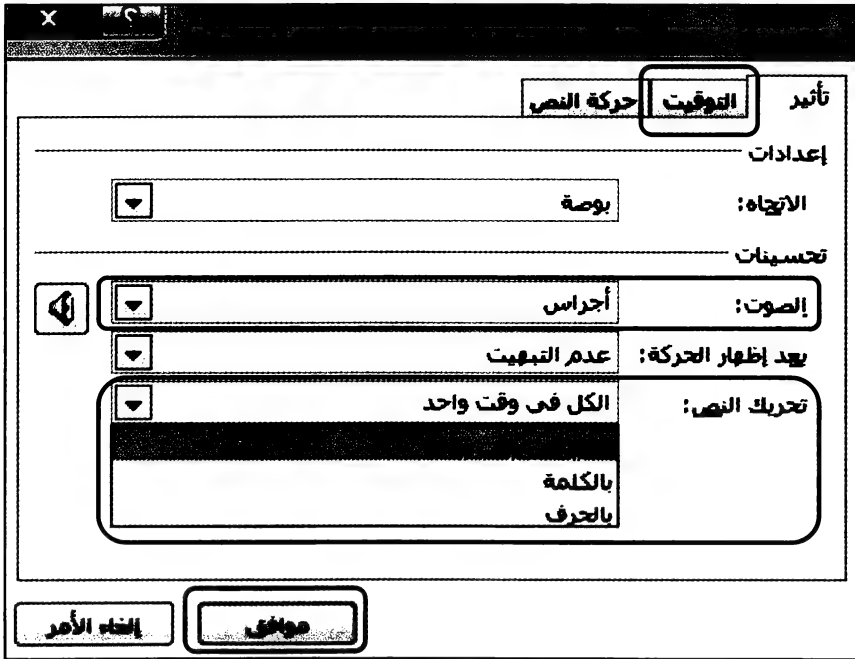 تأثير التوقيت حركة النص
إعدادات
الاتجاه: بوصة
تحسينات
الصوت: أجراس
بعد إظهار الحركة: عدم التبهيت
تحريك النص: الكل فى وقت واحد
بالكلمة
بالحرف
موافق إلغاء الأمر